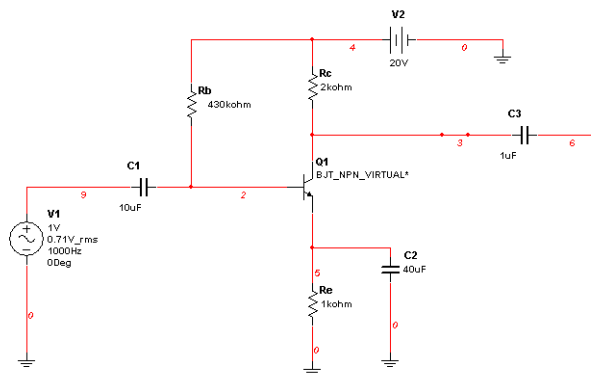 V2
4
0
20V
Rb
430kohm
Rc
2kohm
C3
3
6
1uF
Q1
BJT_NPN_VIRTUAL*
C1
9
2
10uF
V1
1V
0.71V_rms
1000Hz
0Deg
C2
40uF
5
Re
1kohm
0
0
0